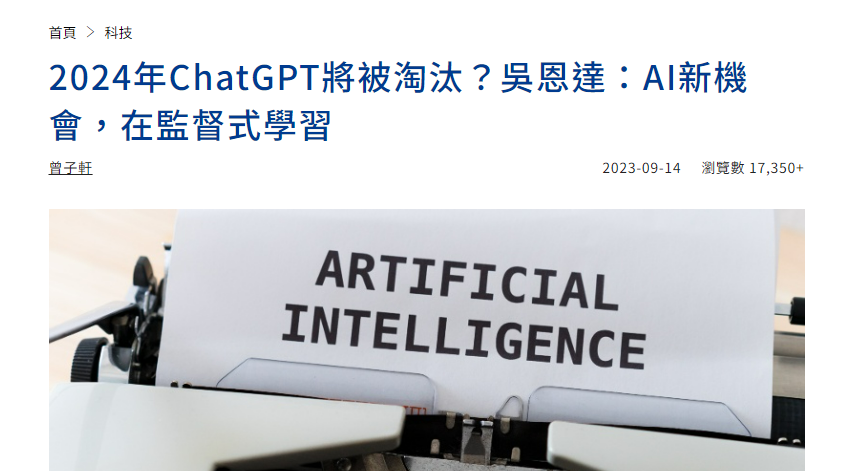 首頁 > 科技
2024年ChatGPT將被淘汰？吳恩達：AI新機
會，在監督式學習
曾子軒
2023-09-14 瀏覽數 17,350+
ARTIFICIAL
INTELLIGENCE